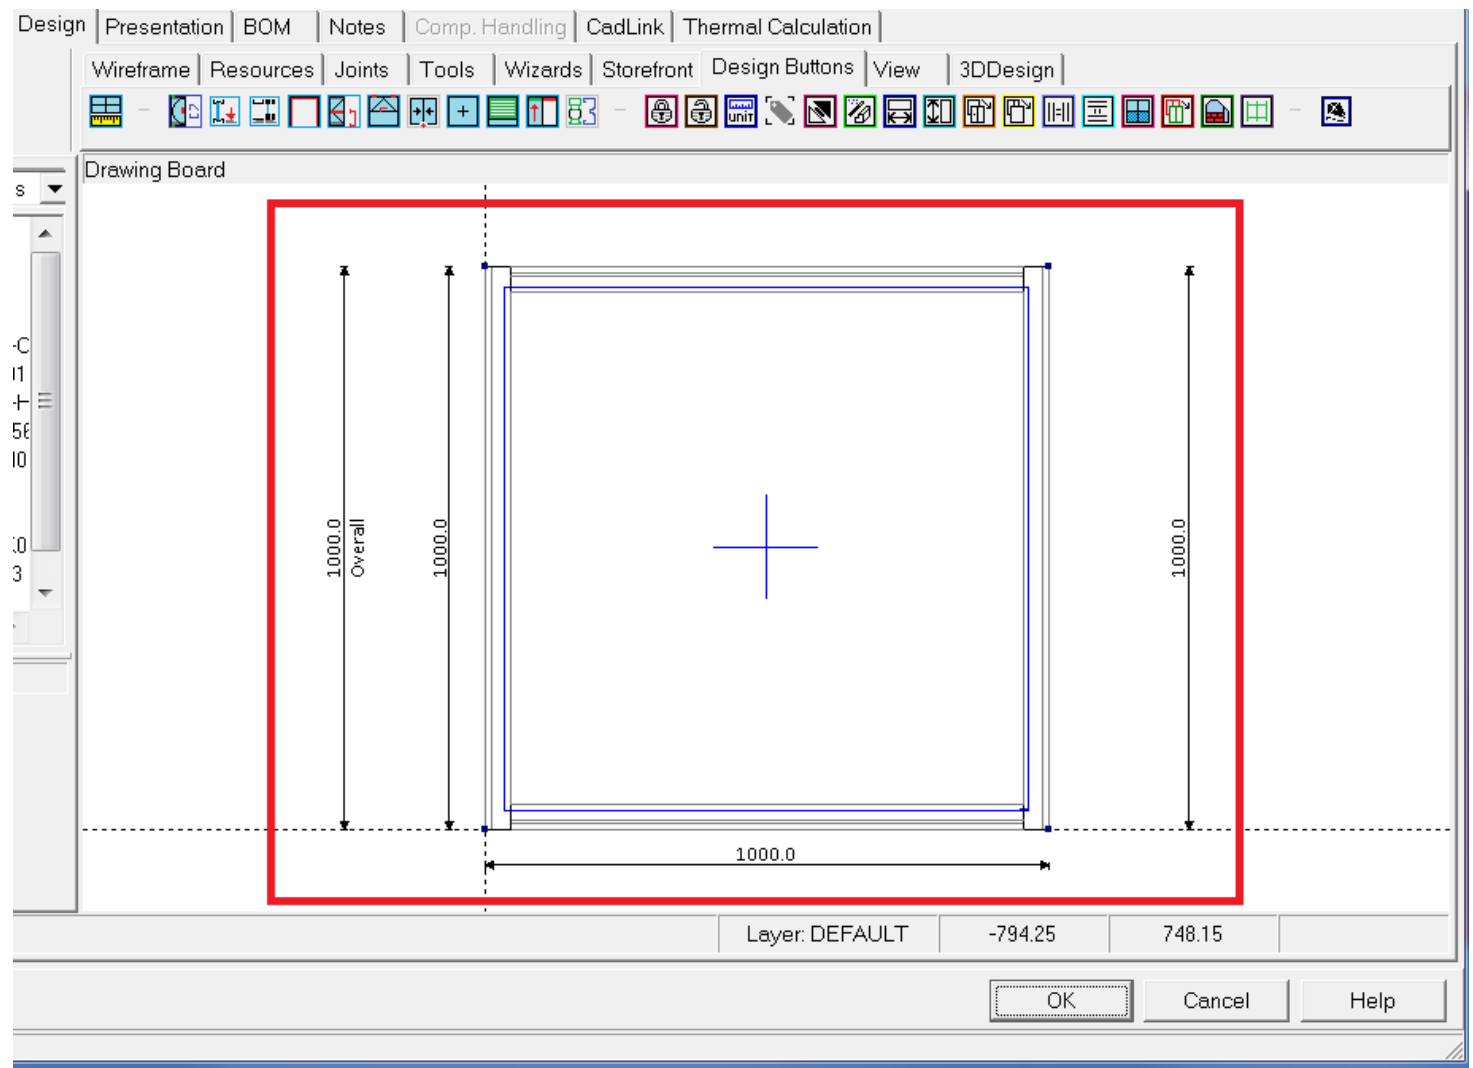 Design Presentation BOM Notes Comp. Handling CadLink Thermal Calculation
Wireframe Resources Joints Tools Wizards Storefront Design Buttons View 3DDesign
unit
Drawing Board
s
-C
-H
56
3
1000.0
Overall
1000.0
1000.0
1000.0
Layer: DEFAULT -794.25 748.15
OK Cancel Help